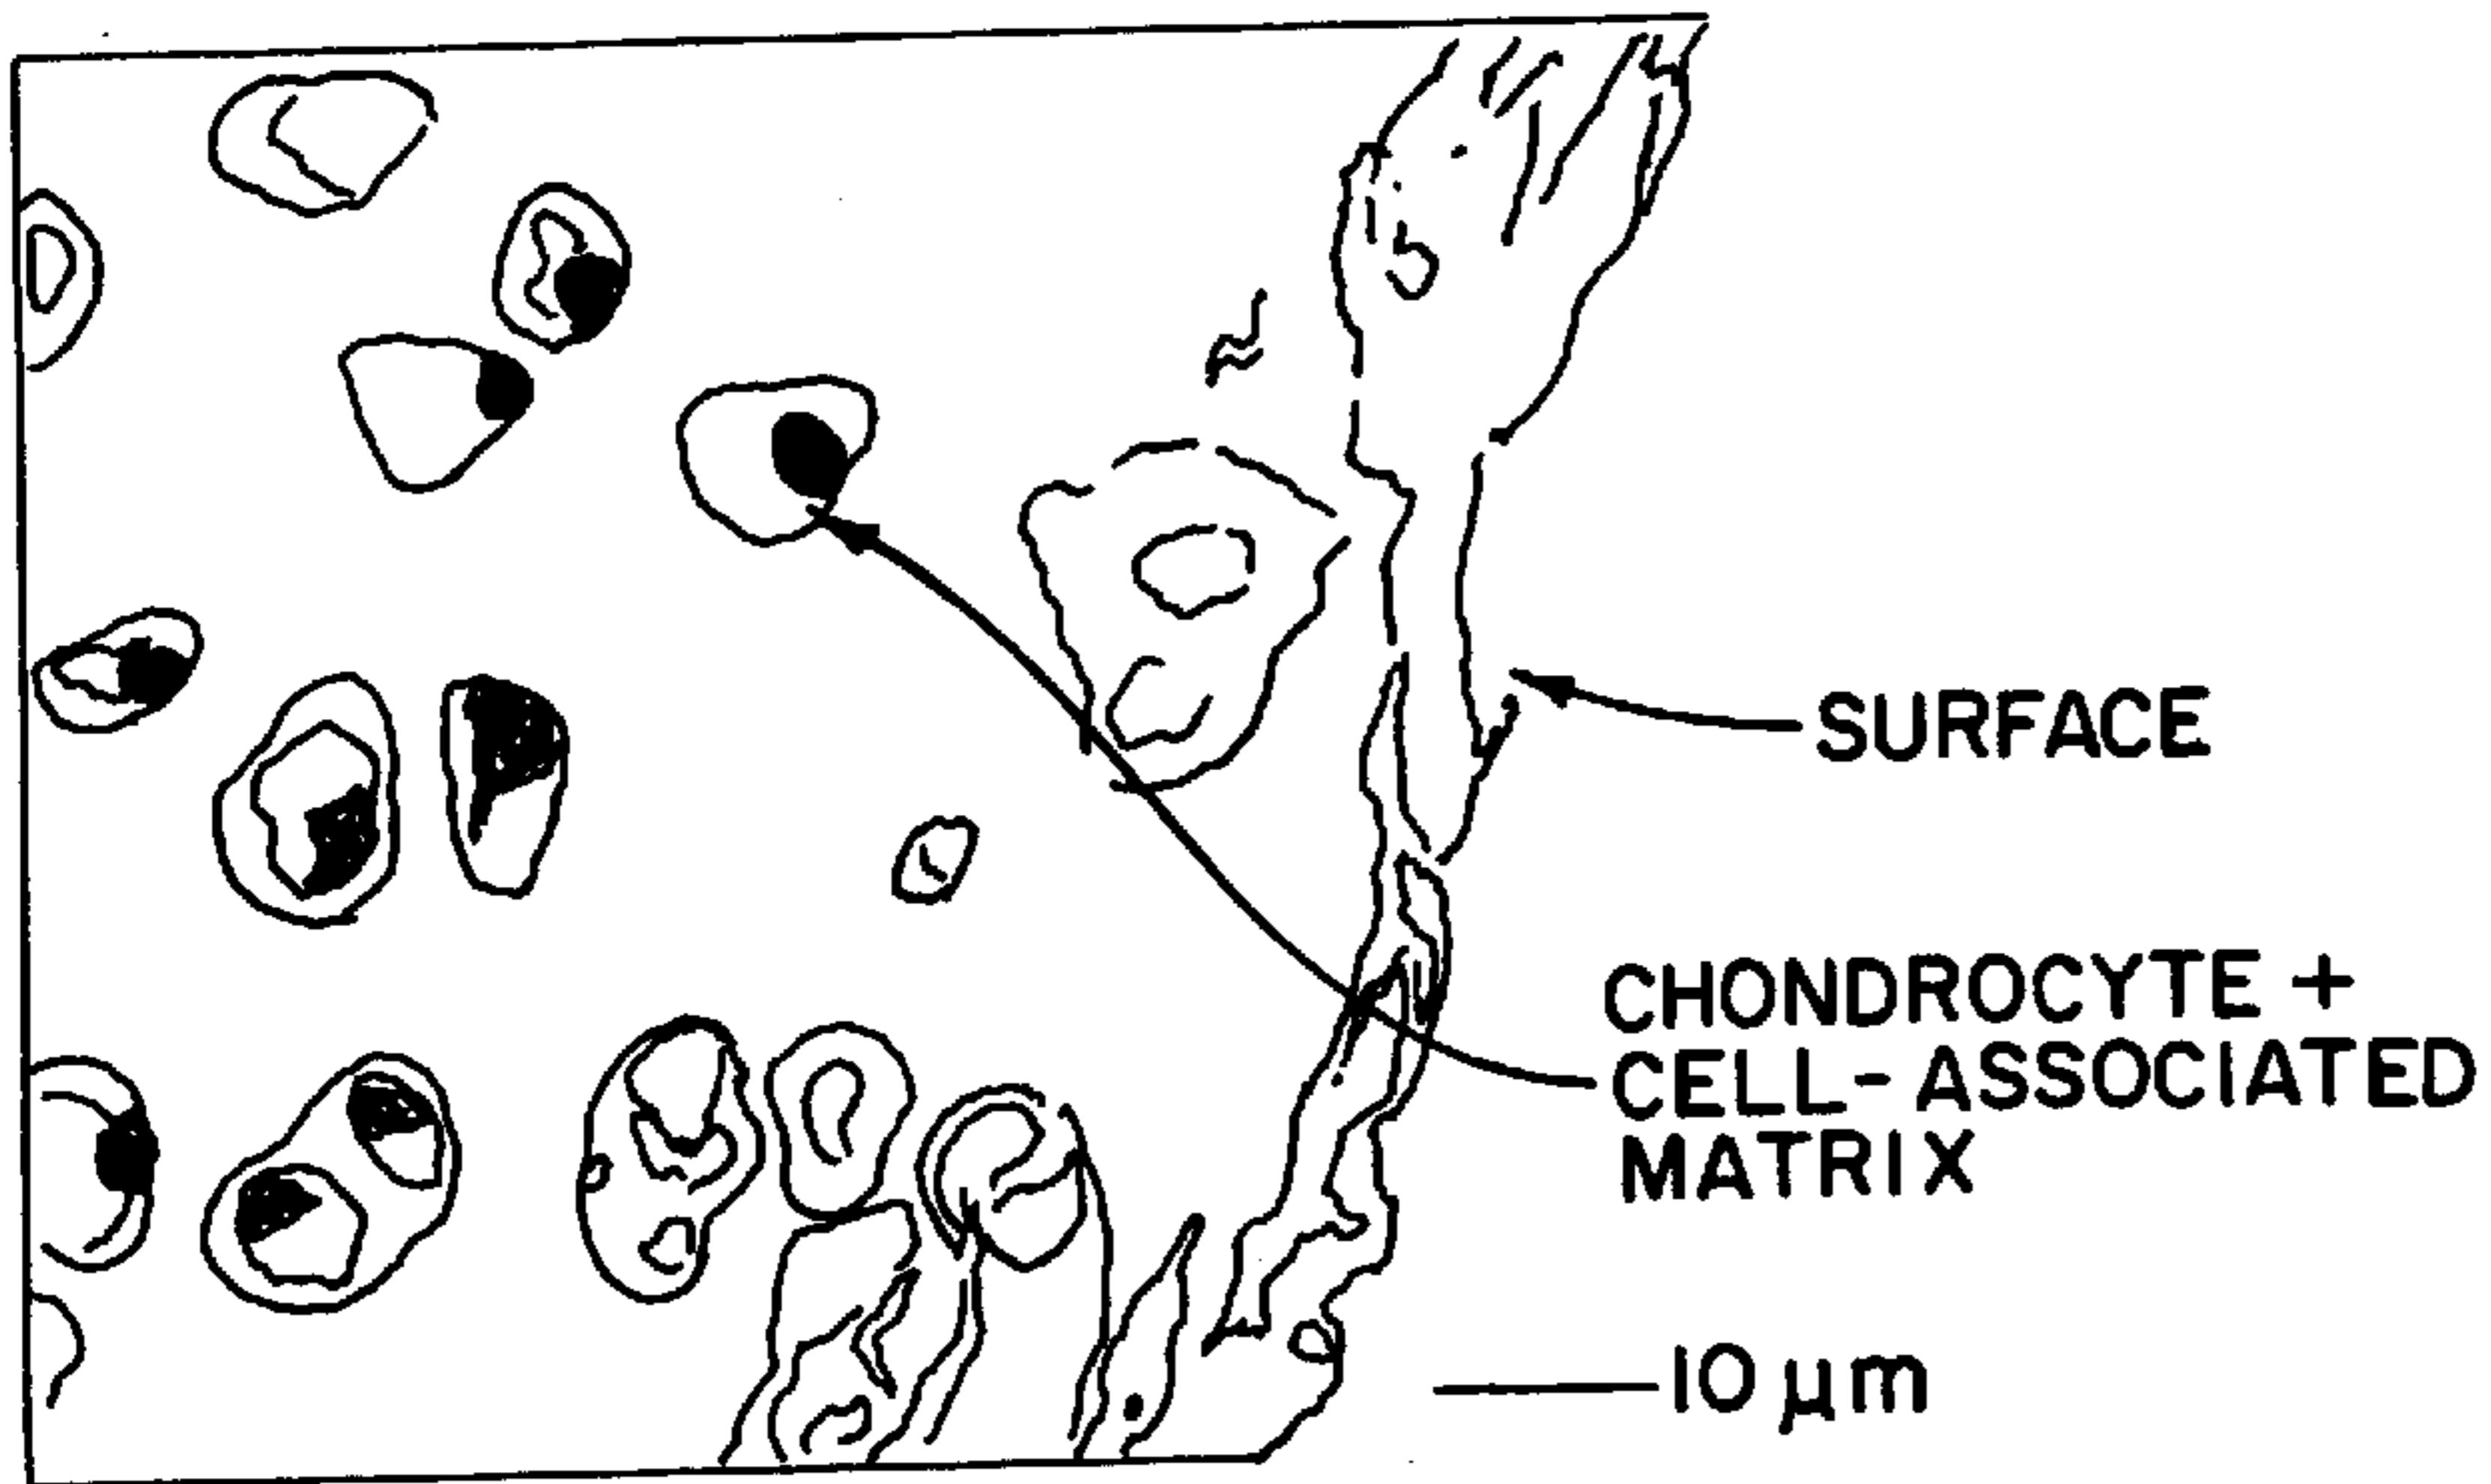 SURFACE
CHONDROCYTE +
CELL-ASSOCIATED
MATRIX
10 μm